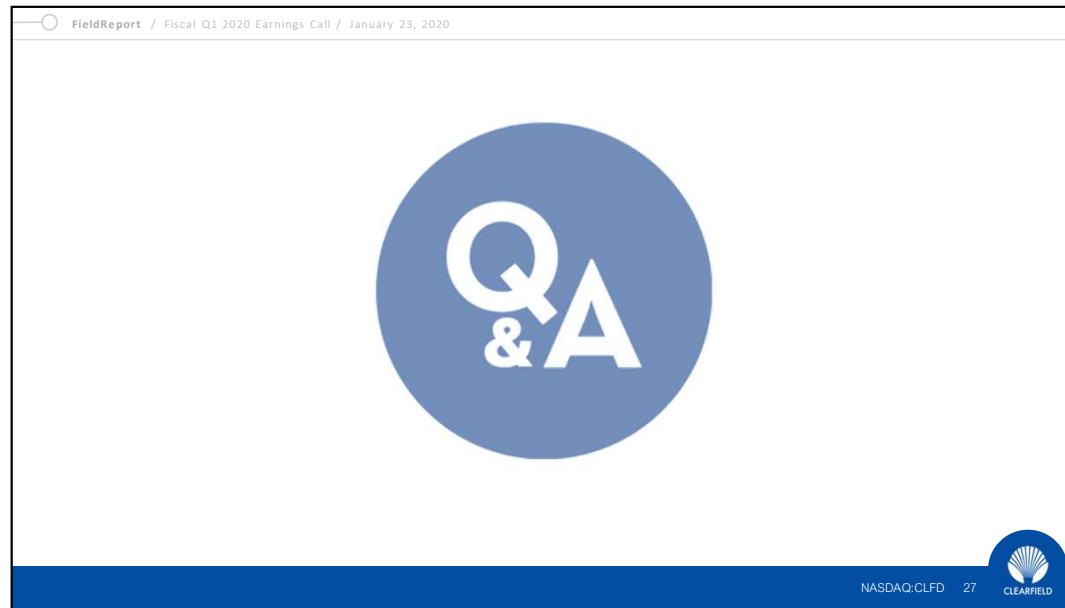 FieldReport / Fiscal Q1 2020 Earnings Call / January 23, 2020
Q
&A
NASDAQ:CLFD 27
CLEARFIELD